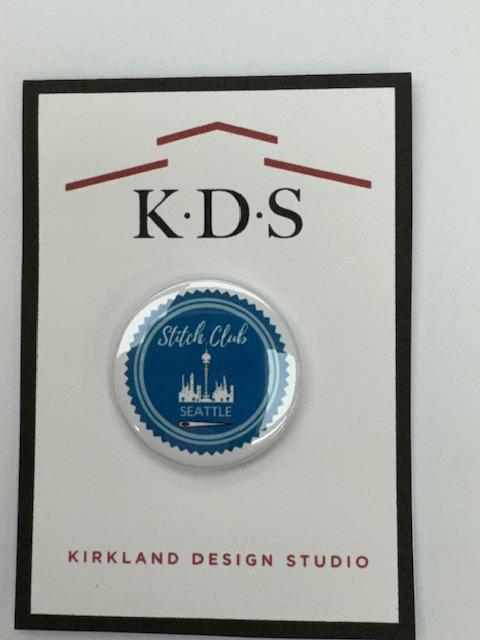 K·D·S
Stitch Club
SEATTLE
KIRKLAND DESIGN STUDIO